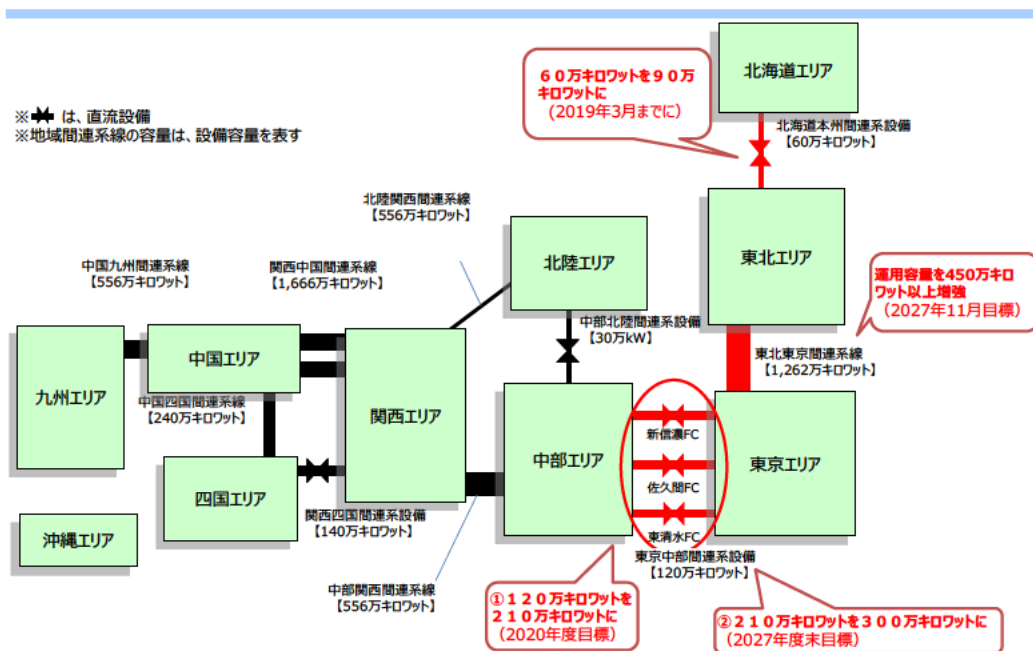 60万キロワットを90万
キロワットに
(2019年3月までに)
北海道エリア
※ は、直流設備
※地域間連系線の容量は、設備容量を表す
北海道本州間連系設備
【60万キロワット】
北陸関西間連系線
【556万キロワット】
中国九州間連系線
【556万キロワット】
関西中国間連系線
【1,666万キロワット】
北陸エリア
東北エリア
運用容量を450万キ
ロワット以上増強
(2027年11月目標)
中部北陸間連系設備
【30万kW】
東北東京間連系線
【1,262万キロワット】
九州エリア
中国エリア
中国四国間連系線
【240万キロワット】
関西エリア
中部エリア
新信濃FC
佐久間FC
東清水FC
東京エリア
四国エリア
関西四国間連系設備
【140万キロワット】
沖縄エリア
東京中部間連系設備
【120万キロワット】
中部関西間連系線
【556万キロワット】
①120万キロワットを
210万キロワットに
(2020年度目標)
②210万キロワットを300万キロワットに
(2027年度末目標)